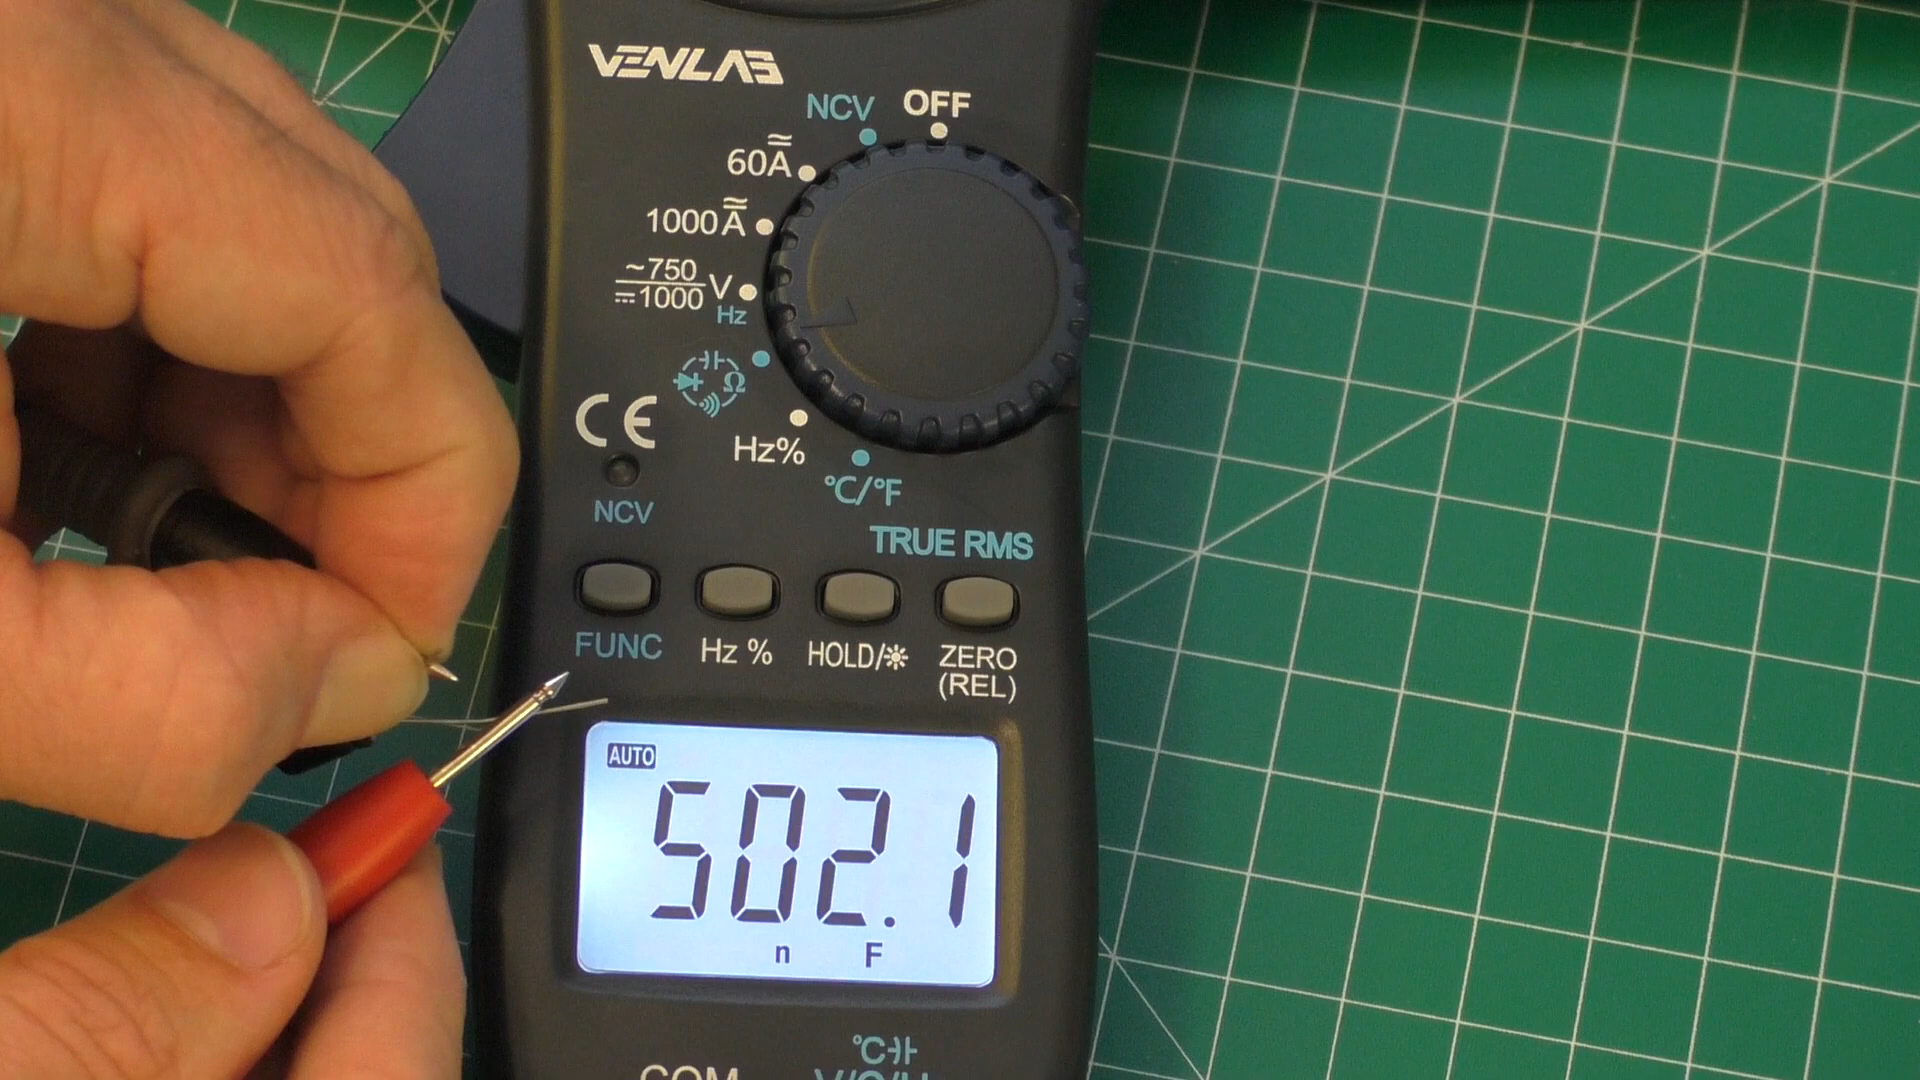 VENLAB
NCV OFF
60A
1000A
~750
⎓1000 V
Hz
Ω
CE
Hz%
°C/°F
NCV
TRUE RMS
FUNC Hz % HOLD/☀ ZERO
(REL)
AUTO
502.1
n F
°C
COM